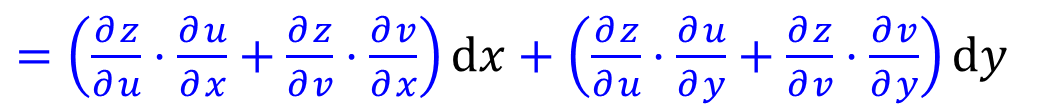 = (∂z/∂u · ∂u/∂x + ∂z/∂v · ∂v/∂x) dx + (∂z/∂u · ∂u/∂y + ∂z/∂v · ∂v/∂y) dy